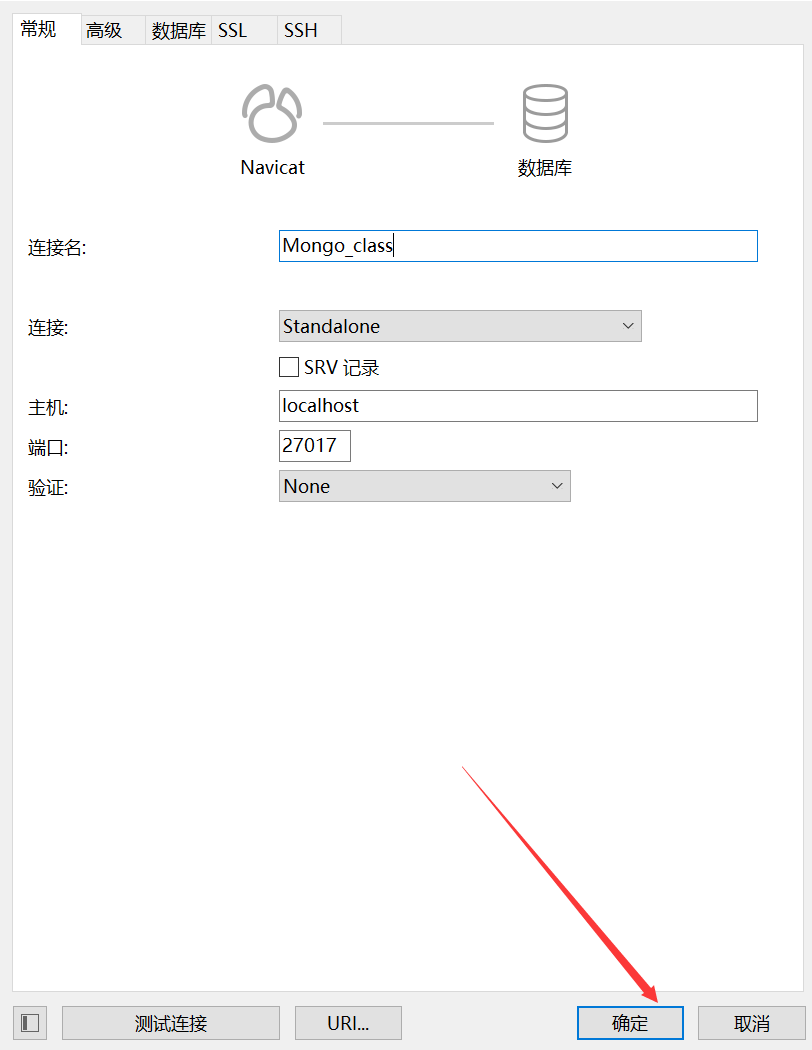 常规 高级 数据库 SSL SSH
Navicat 数据库
连接名: Mongo_class
连接: Standalone
SRV 记录
主机: localhost
端口: 27017
验证: None
测试连接 URI... 确定 取消